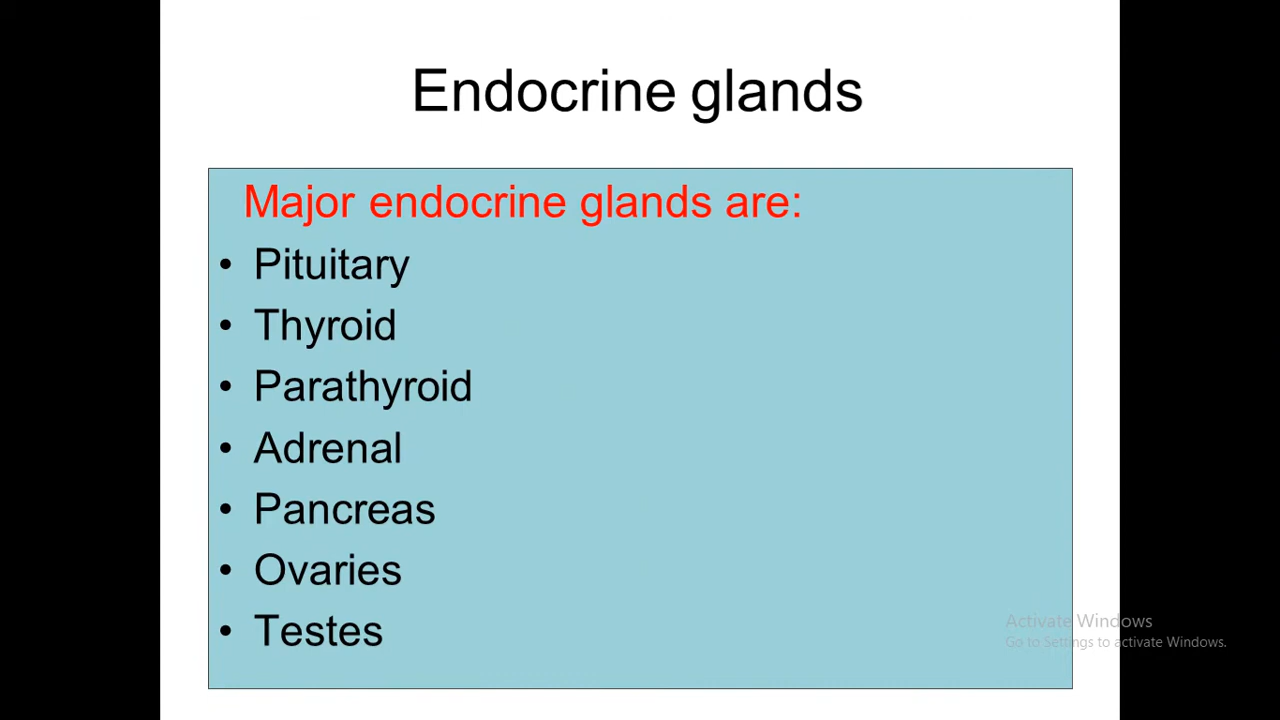 Endocrine glands
Major endocrine glands are:
• Pituitary
• Thyroid
• Parathyroid
• Adrenal
• Pancreas
• Ovaries
• Testes
Activate Windows
Go to Settings to activate Windows.